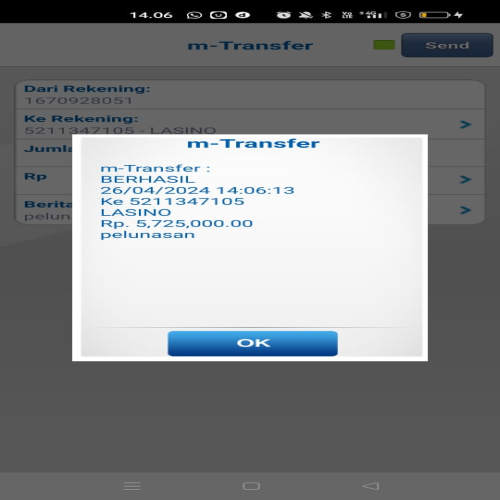 14.06
m-Transfer
Send
Dari Rekening:
1670928051
Ke Rekening:
5211347105 - LASINO
Jumla
Rp
Berita
pelun
m-Transfer
m-Transfer :
BERHASIL
26/04/2024 14:06:13
Ke 5211347105
LASINO
Rp. 5,725,000.00
pelunasan
OK